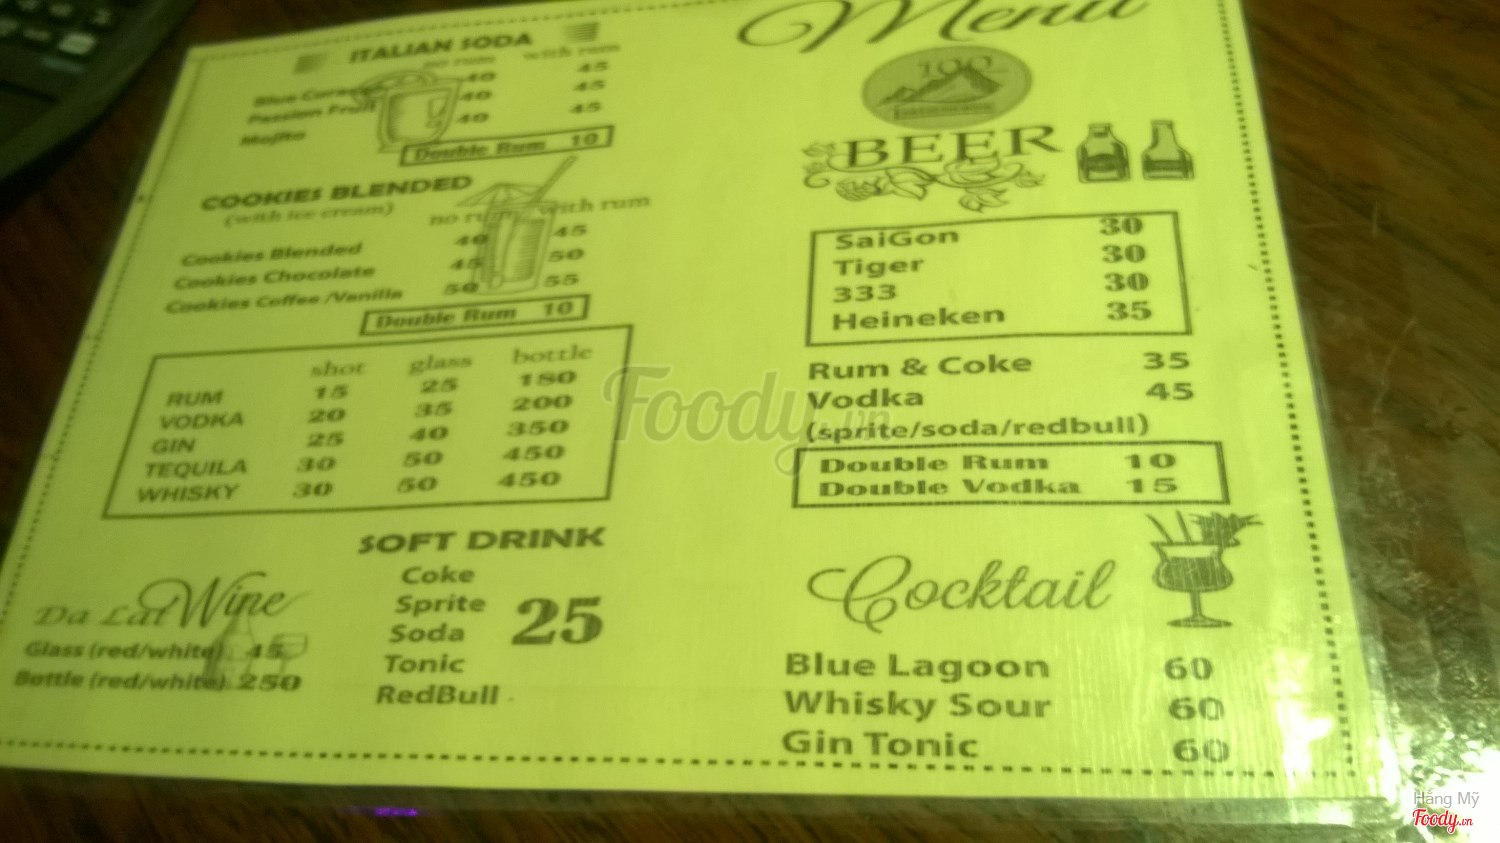 ITALIAN SODA
no rum with rum
Blue Curacao 40 45
Passion Fruit 40 45
Mojito 40 45
Double Rum 10
COOKIES BLENDED
(with ice cream)
no rum with rum
Cookies Blended 40 45
Cookies Chocolate 45 50
Cookies Coffee /Vanilla 50 55
Double Rum 10
shot glass bottle
RUM 15 25 180
VODKA 20 35 200
GIN 25 40 350
TEQUILA 30 50 450
WHISKY 30 50 450
Da Lat Wine
Glass (red/white) 45
Bottle (red/white) 250
SOFT DRINK
Coke
Sprite
Soda
Tonic
RedBull
25
Menu
100
BEER
SaiGon 30
Tiger 30
333 30
Heineken 35
Rum & Coke 35
Vodka 45
(sprite/soda/redbull)
Double Rum 10
Double Vodka 15
Cocktail
Blue Lagoon 60
Whisky Sour 60
Gin Tonic 60
Foody.vn
Hằng Mỹ
Foody.vn